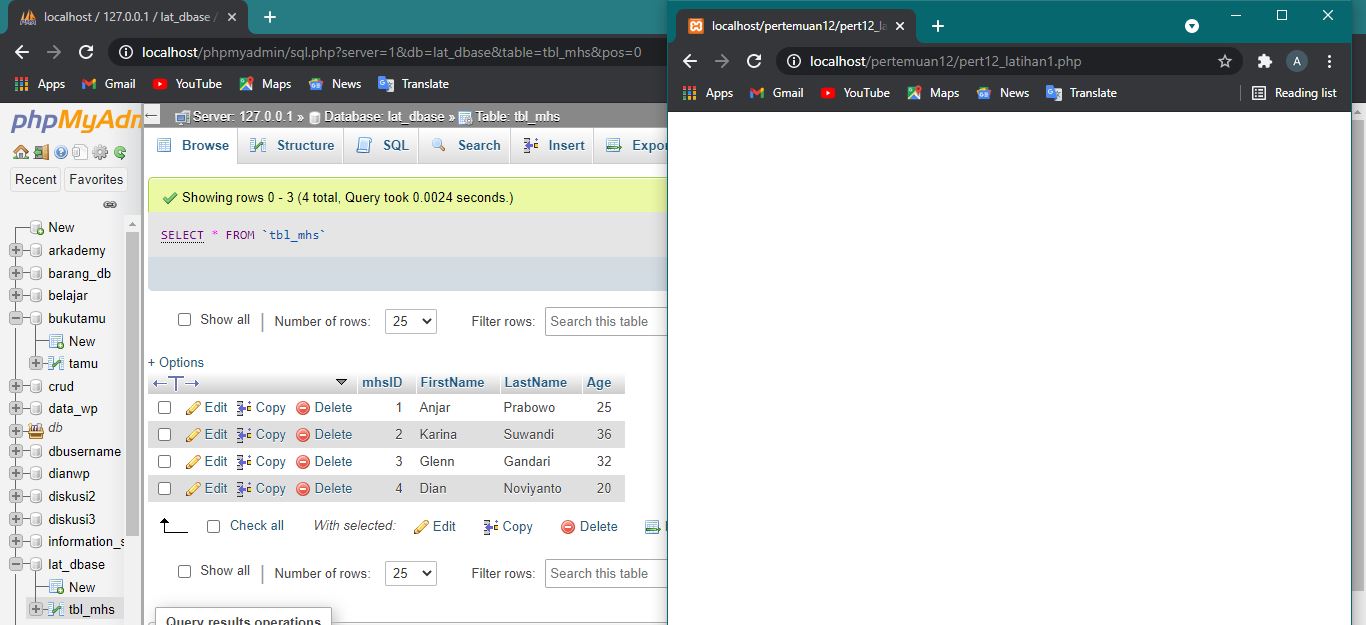 localhost / 127.0.0.1 / lat_dbase /
localhost/phpmyadmin/sql.php?server=1&db=lat_dbase&table=tbl_mhs&pos=0
Apps Gmail YouTube Maps News Translate
phpMyAdm
Recent Favorites
New
arkademy
barang_db
belajar
bukutamu
New
tamu
crud
data_wp
db
dbusername
dianwp
diskusi2
diskusi3
information_s
lat_dbase
New
tbl_mhs
Server: 127.0.0.1 » Database: lat_dbase » Table: tbl_mhs
Browse Structure SQL Search Insert Expor
Showing rows 0 - 3 (4 total, Query took 0.0024 seconds.)
SELECT * FROM `tbl_mhs`
Show all | Number of rows: 25 Filter rows: Search this table
+ Options
←T→ mhsID FirstName LastName Age
Edit Copy Delete 1 Anjar Prabowo 25
Edit Copy Delete 2 Karina Suwandi 36
Edit Copy Delete 3 Glenn Gandari 32
Edit Copy Delete 4 Dian Noviyanto 20
Check all With selected: Edit Copy Delete
Show all | Number of rows: 25 Filter rows: Search this table
Query results operations
localhost/pertemuan12/pert12_la
localhost/pertemuan12/pert12_latihan1.php
A
Apps Gmail YouTube Maps News Translate Reading list